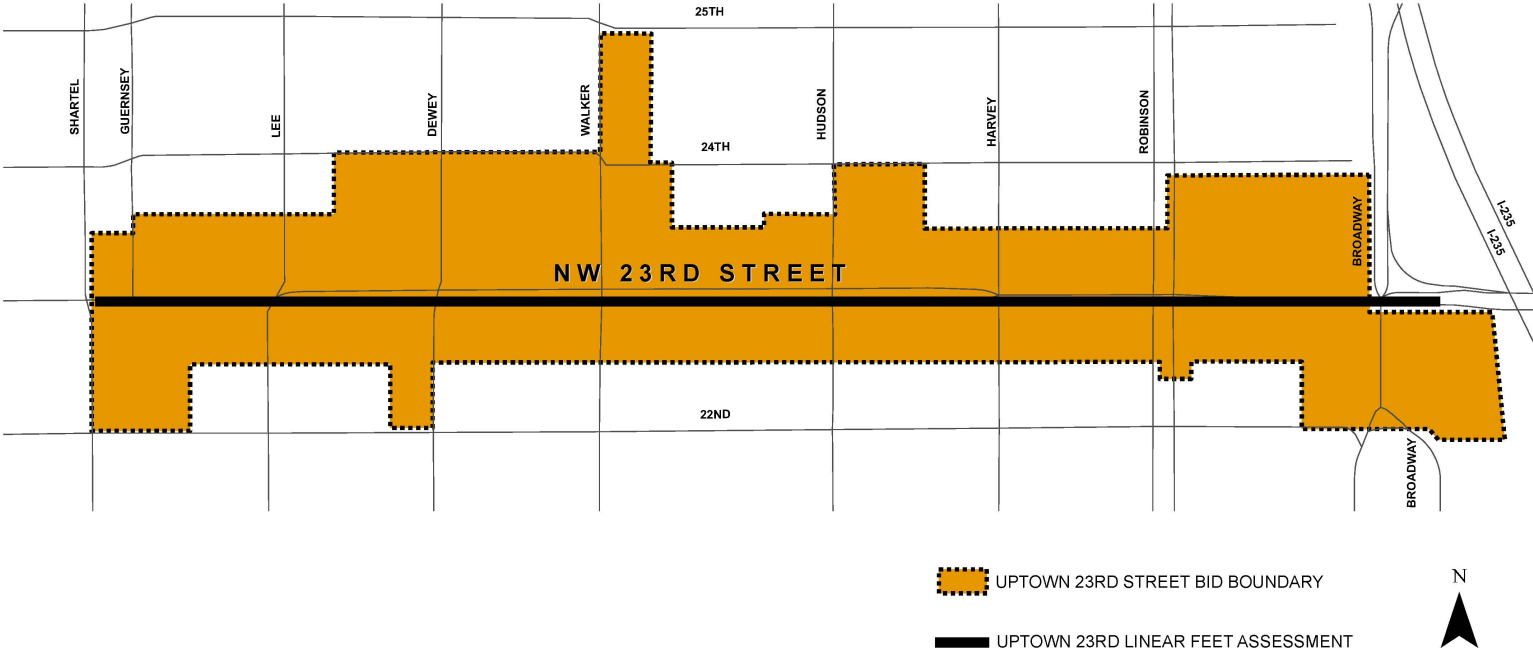 25TH
SHARTEL
GUERNSEY
LEE
DEWEY
WALKER
HUDSON
HARVEY
ROBINSON
24TH
BROADWAY
I-235
I-235
NW 23RD STREET
22ND
BROADWAY
UPTOWN 23RD STREET BID BOUNDARY
N
UPTOWN 23RD LINEAR FEET ASSESSMENT